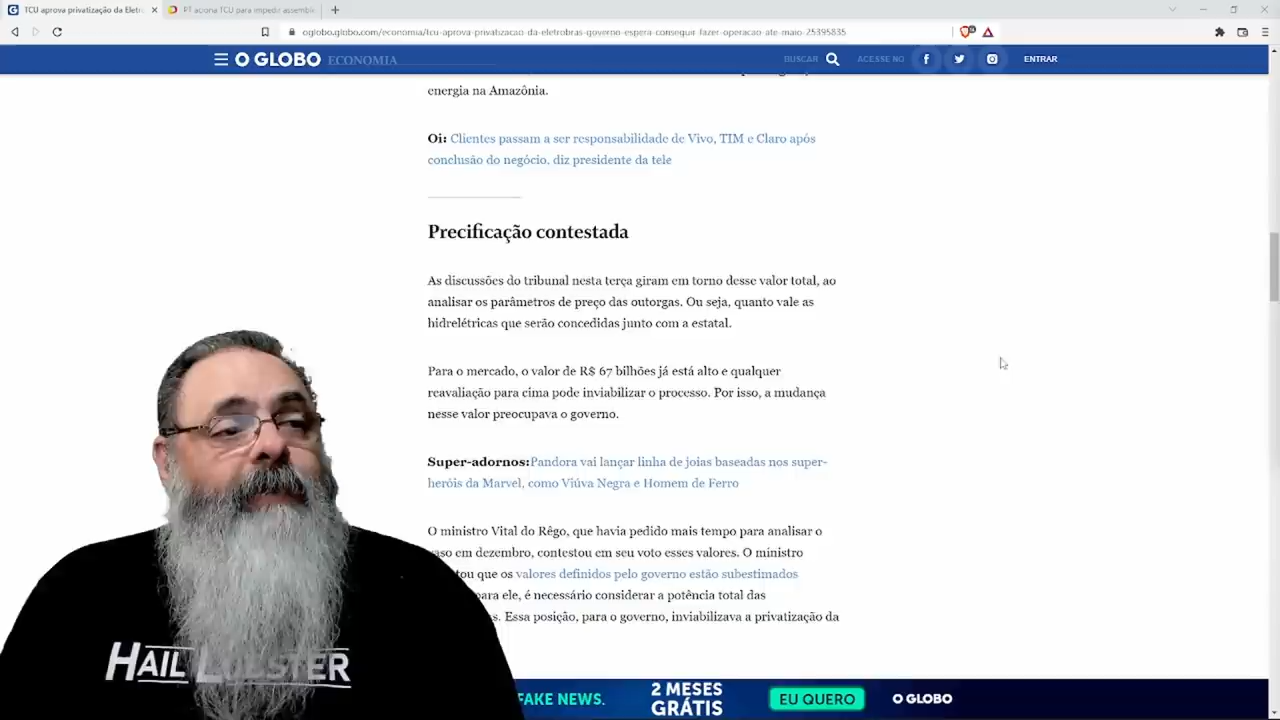 TCU aprova privatização da Eletr
PT aciona TCU para impedir assemble
oglobo.globo.com/economia/tcu-aprova-privatizacao-da-eletrobras-governo-espera-conseguir-fazer-operacao-ate-maio-25395835
O GLOBO ECONOMIA
BUSCAR
ACESSE NO
ENTRAR
energia na Amazônia.
Oi: Clientes passam a ser responsabilidade de Vivo, TIM e Claro após
conclusão do negócio, diz presidente da tele
Precificação contestada
As discussões do tribunal nesta terça giram em torno desse valor total, ao
analisar os parâmetros de preço das outorgas. Ou seja, quanto vale as
hidrelétricas que serão concedidas junto com a estatal.
Para o mercado, o valor de R$ 67 bilhões já está alto e qualquer
reavaliação para cima pode inviabilizar o processo. Por isso, a mudança
nesse valor preocupava o governo.
Super-adornos:Pandora vai lançar linha de joias baseadas nos super-
heróis da Marvel, como Viúva Negra e Homem de Ferro
O ministro Vital do Rêgo, que havia pedido mais tempo para analisar o
caso em dezembro, contestou em seu voto esses valores. O ministro
tou que os valores definidos pelo governo estão subestimados
para ele, é necessário considerar a potência total das
s. Essa posição, para o governo, inviabilizava a privatização da
HAIL LOBSTER
FAKE NEWS.
2 MESES
GRÁTIS
EU QUERO
O GLOBO